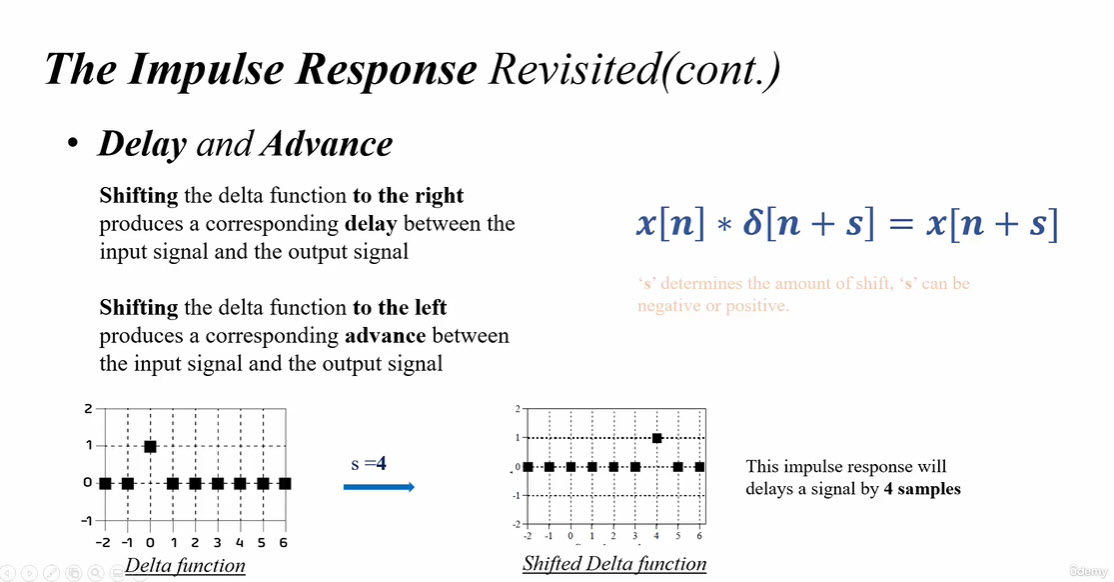 The Impulse Response Revisited(cont.)
• Delay and Advance
Shifting the delta function to the right
produces a corresponding delay between the
input signal and the output signal
Shifting the delta function to the left
produces a corresponding advance between
the input signal and the output signal
x[n] ∗ δ[n + s] = x[n + s]
‘s’ determines the amount of shift, ‘s’ can be
negative or positive.
2
1
0
-1
-2 -1 0 1 2 3 4 5 6
Delta function
s =4
2
1
0
-1
-2
-2 -1 0 1 2 3 4 5 6
Shifted Delta function
This impulse response will
delays a signal by 4 samples
ûdemy